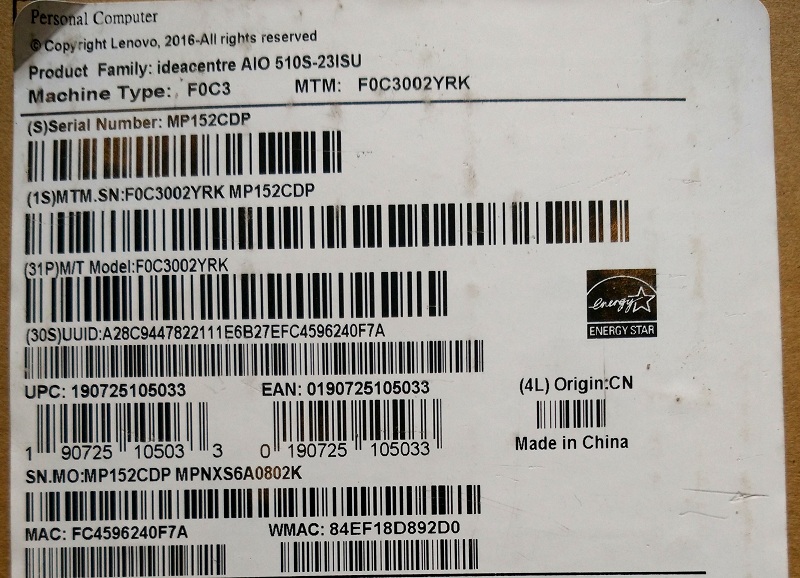 Personal Computer
© Copyright Lenovo, 2016-All rights reserved
Product Family: ideacentre AIO 510S-23ISU
Machine Type: F0C3 MTM: F0C3002YRK
(S)Serial Number: MP152CDP
(1S)MTM.SN:F0C3002YRK MP152CDP
(31P)M/T Model:F0C3002YRK
energy
ENERGY STAR
(30S)UUID:A28C9447822111E6B27EFC4596240F7A
UPC: 190725105033 EAN: 0190725105033 (4L) Origin:CN
1 90725 10503 3 0 190725 105033 Made in China
SN.MO:MP152CDP MPNXS6A0802K
MAC: FC4596240F7A WMAC: 84EF18D892D0